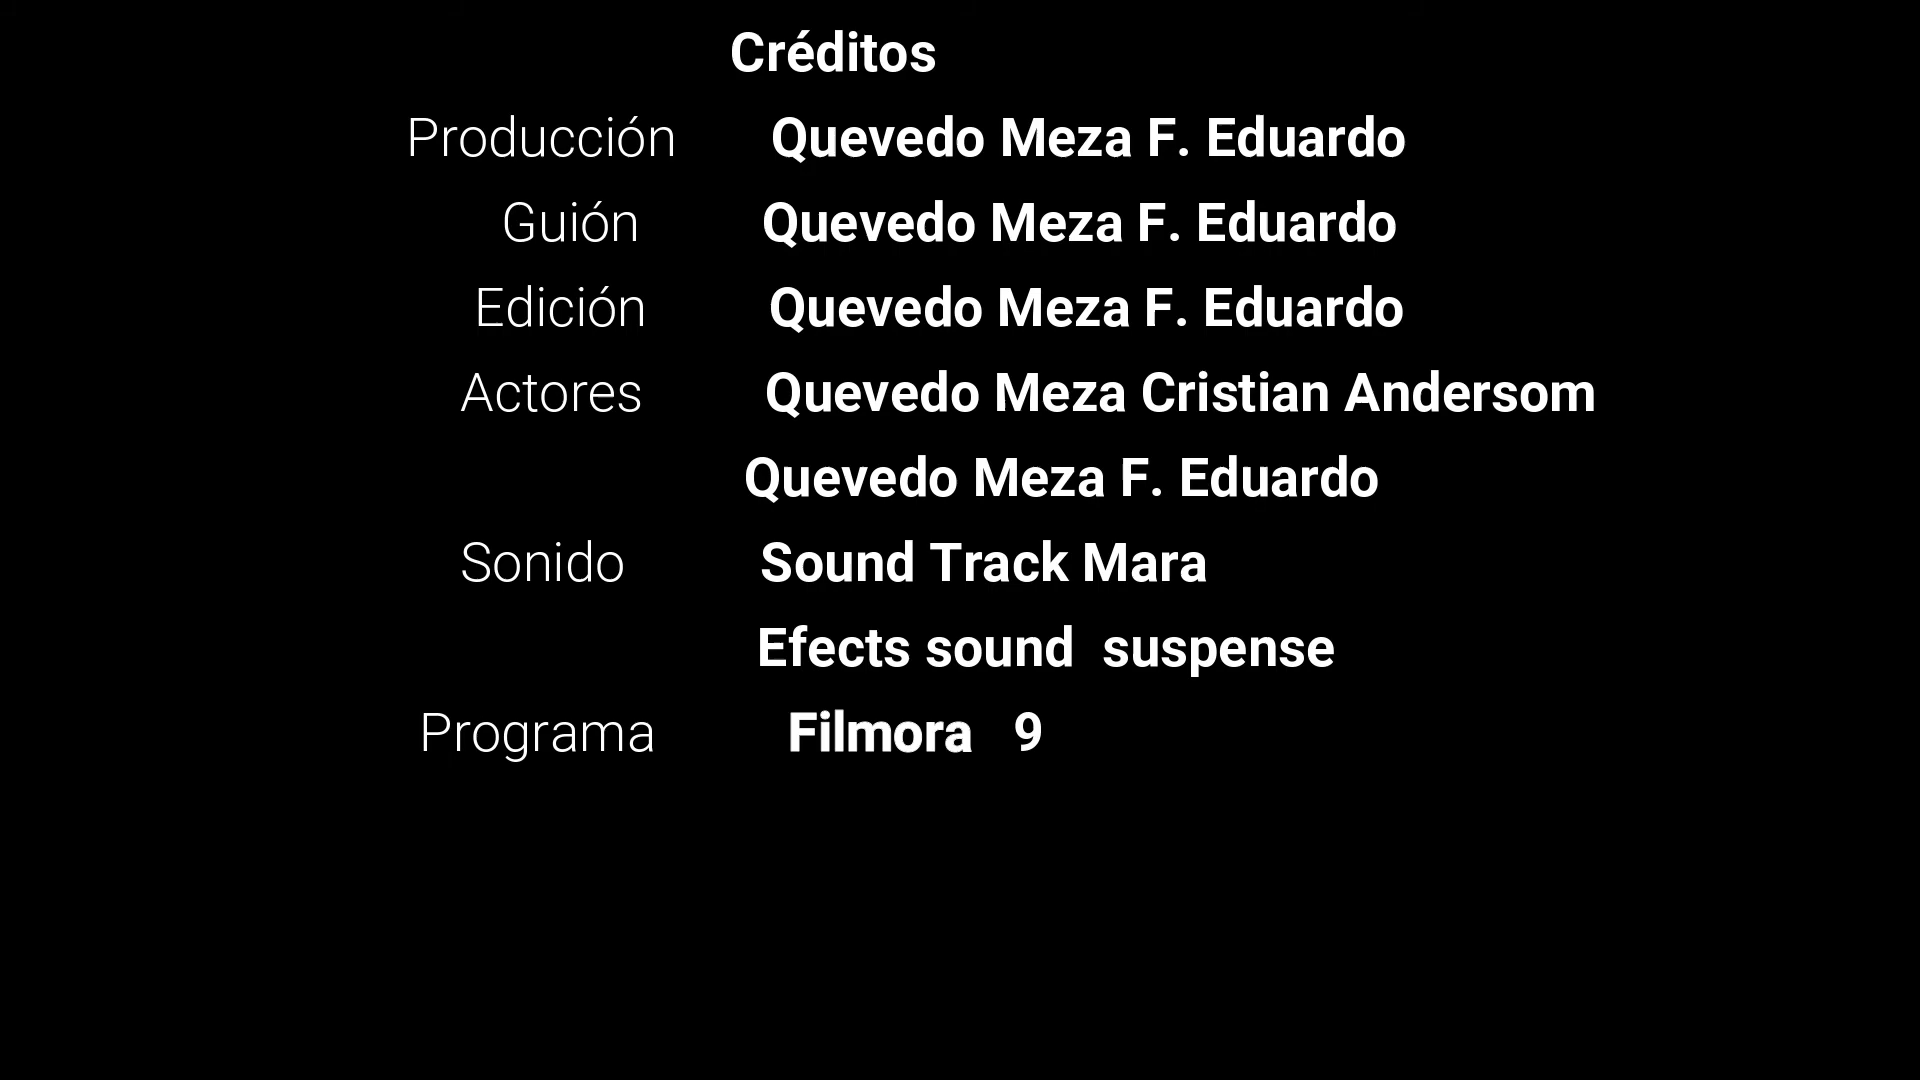 Créditos
Producción Quevedo Meza F. Eduardo
Guión Quevedo Meza F. Eduardo
Edición Quevedo Meza F. Eduardo
Actores Quevedo Meza Cristian Andersom
Quevedo Meza F. Eduardo
Sonido Sound Track Mara
Efects sound suspense
Programa Filmora 9